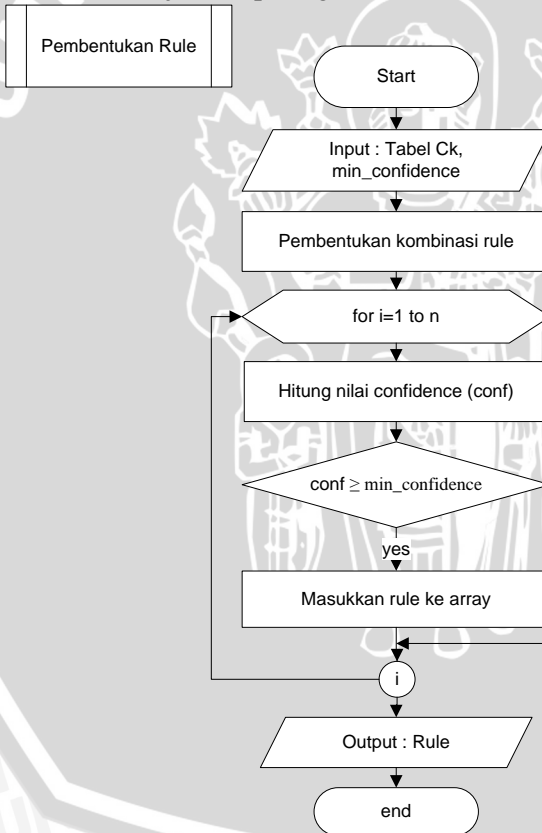 Pembentukan Rule
Start
Input : Tabel Ck,
min_confidence
Pembentukan kombinasi rule
for i=1 to n
Hitung nilai confidence (conf)
conf ≥ min_confidence
yes
Masukkan rule ke array
i
Output : Rule
end